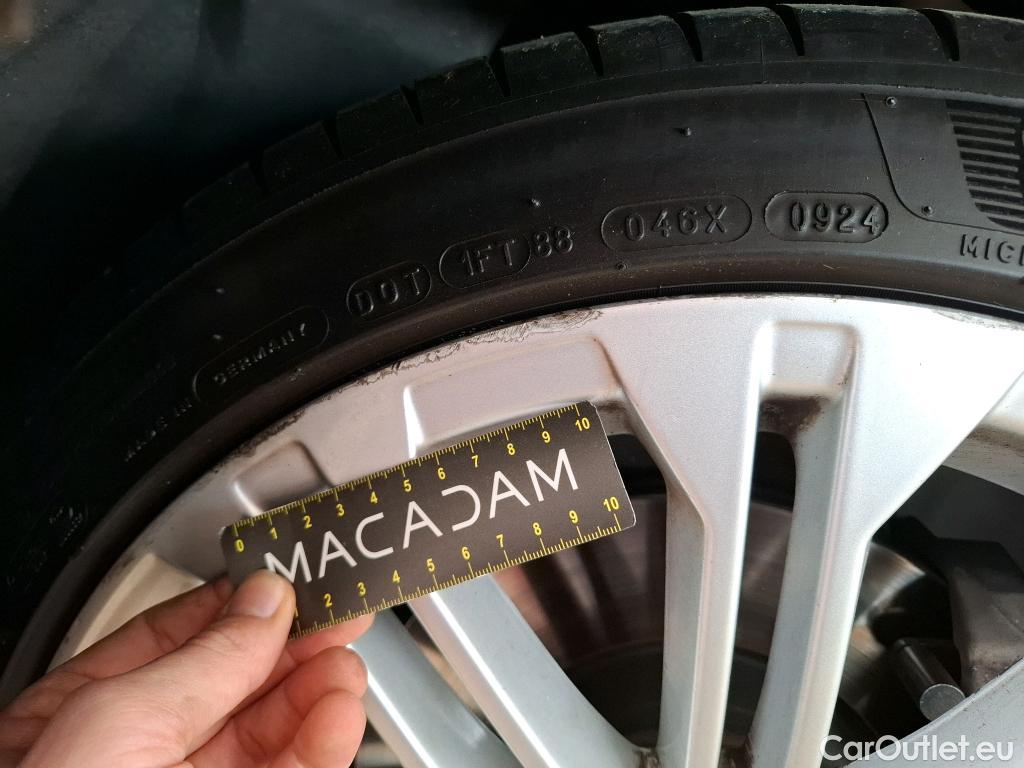 MADE IN GERMANY DOT 1FT 88 046X 0924
MICH
0 1 2 3 4 5 6 7 8 9 10
MACADAM
1 2 3 4 5 6 7 8 9 10
CarOutlet.eu